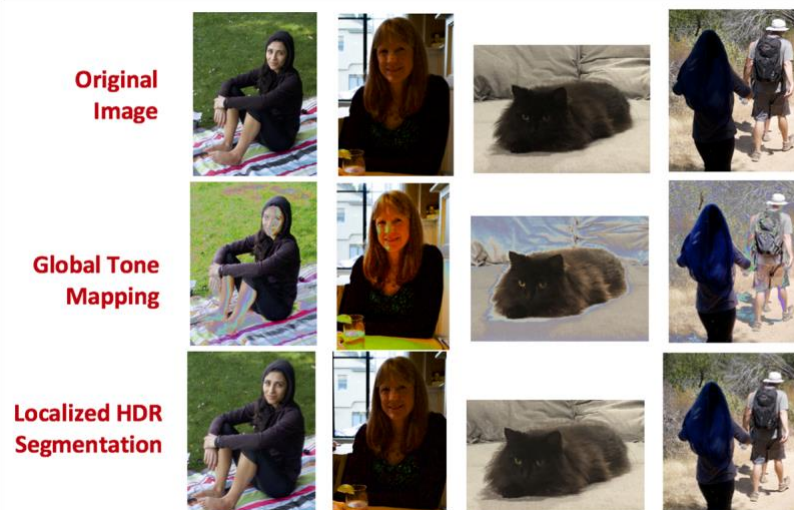 Original
Image
Global Tone
Mapping
Localized HDR
Segmentation